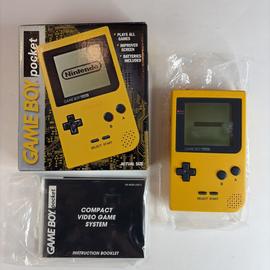 GAME BOY pocket
• PLAYS ALL
GAMES
• IMPROVED
SCREEN
• BATTERIES
INCLUDED
Nintendo
GAME BOY pocket
SELECT START
ACTUAL SIZE
GAME BOY pocket
COMPACT
VIDEO GAME
SYSTEM
INSTRUCTION BOOKLET
GAME BOY pocket
SELECT START